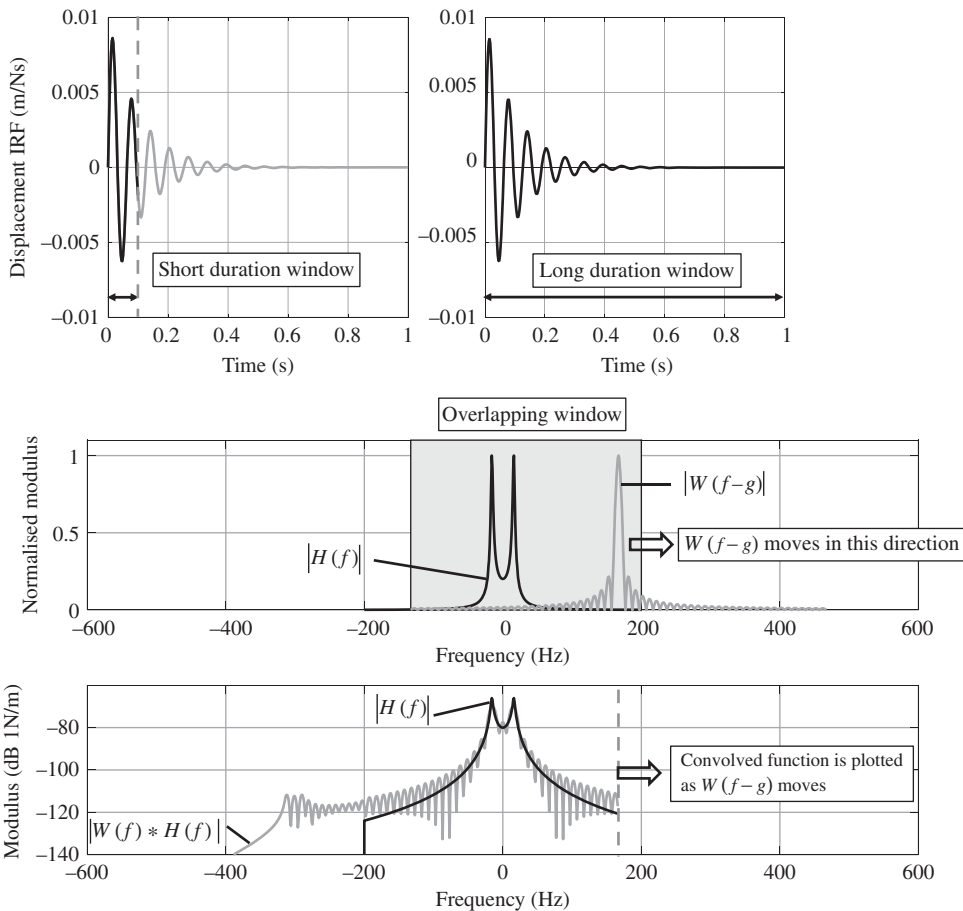 0.01
0.005
0
−0.005
−0.01
Displacement IRF (m/Ns)
Short duration window
0 0.2 0.4 0.6 0.8 1
Time (s)
0.01
0.005
0
−0.005
−0.01
Long duration window
0 0.2 0.4 0.6 0.8 1
Time (s)
Overlapping window
1
0.5
0
Normalised modulus
|W (f−g)|
|H(f)|
W (f−g) moves in this direction
−600 −400 −200 0 200 400 600
Frequency (Hz)
−80
−100
−120
−140
Modulus (dB 1N/m)
|H(f)|
Convolved function is plotted
as W (f−g) moves
|W (f) ∗ H(f)|
−600 −400 −200 0 200 400 600
Frequency (Hz)